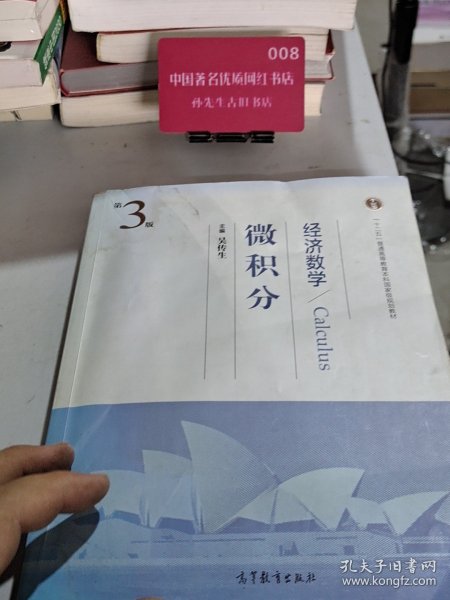 008
中国著名优质网红书店
孙先生古旧书店
第3版
"十二五"普通高等教育本科国家级规划教材
经济数学/Calculus
微积分
主编 吴传生
高等教育出版社
孔夫子旧书网
www.kongfz.com